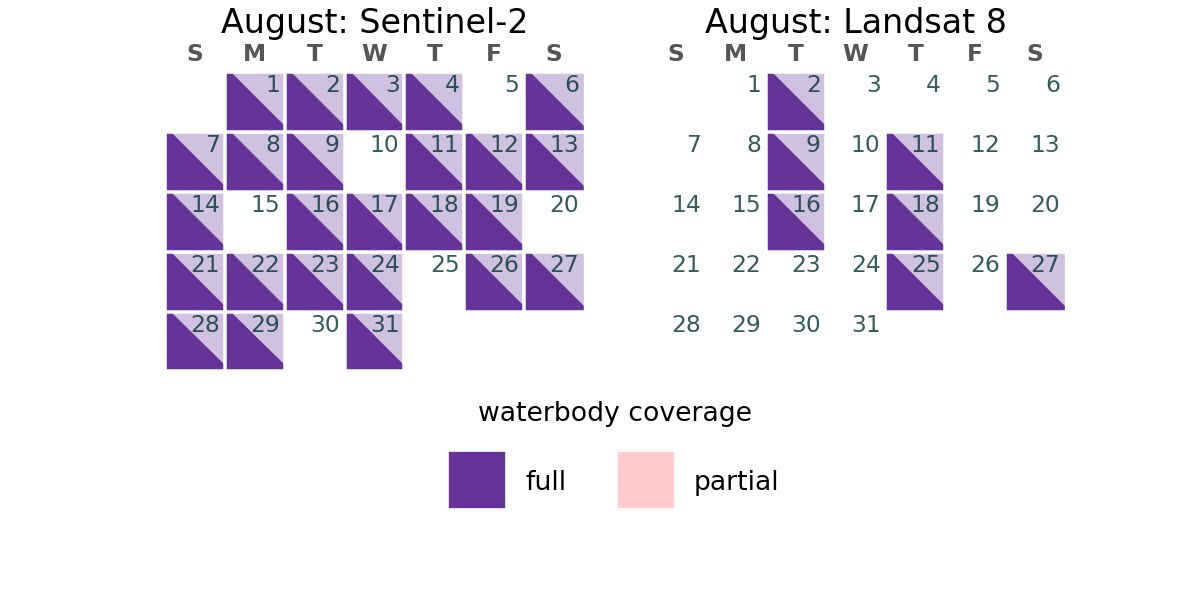 August: Sentinel-2
S M T W T F S
1 2 3 4 5 6
7 8 9 10 11 12 13
14 15 16 17 18 19 20
21 22 23 24 25 26 27
28 29 30 31
August: Landsat 8
S M T W T F S
1 2 3 4 5 6
7 8 9 10 11 12 13
14 15 16 17 18 19 20
21 22 23 24 25 26 27
28 29 30 31
waterbody coverage
full partial